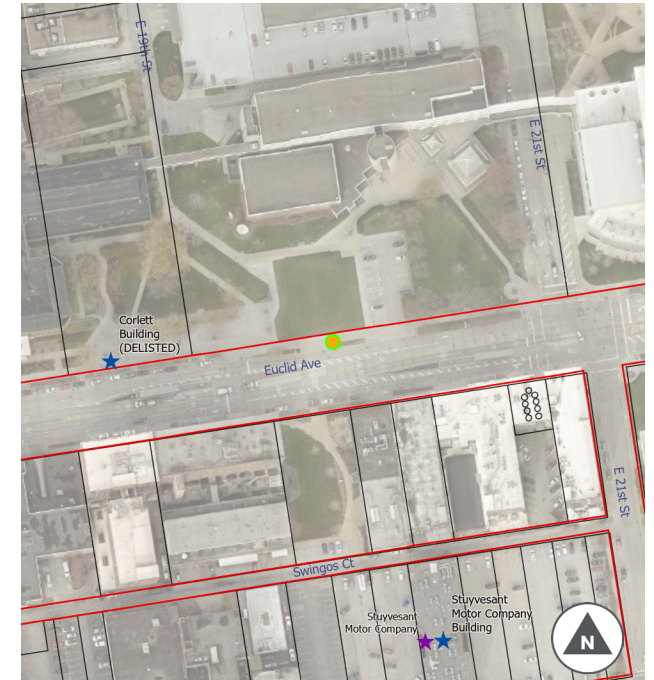 E 19th St
E 21st St
Corlett
Building
(DELISTED)
Euclid Ave
E 21st St
Swingos Ct
Stuyvesant
Motor Company
Stuyvesant
Motor Company
Building
N